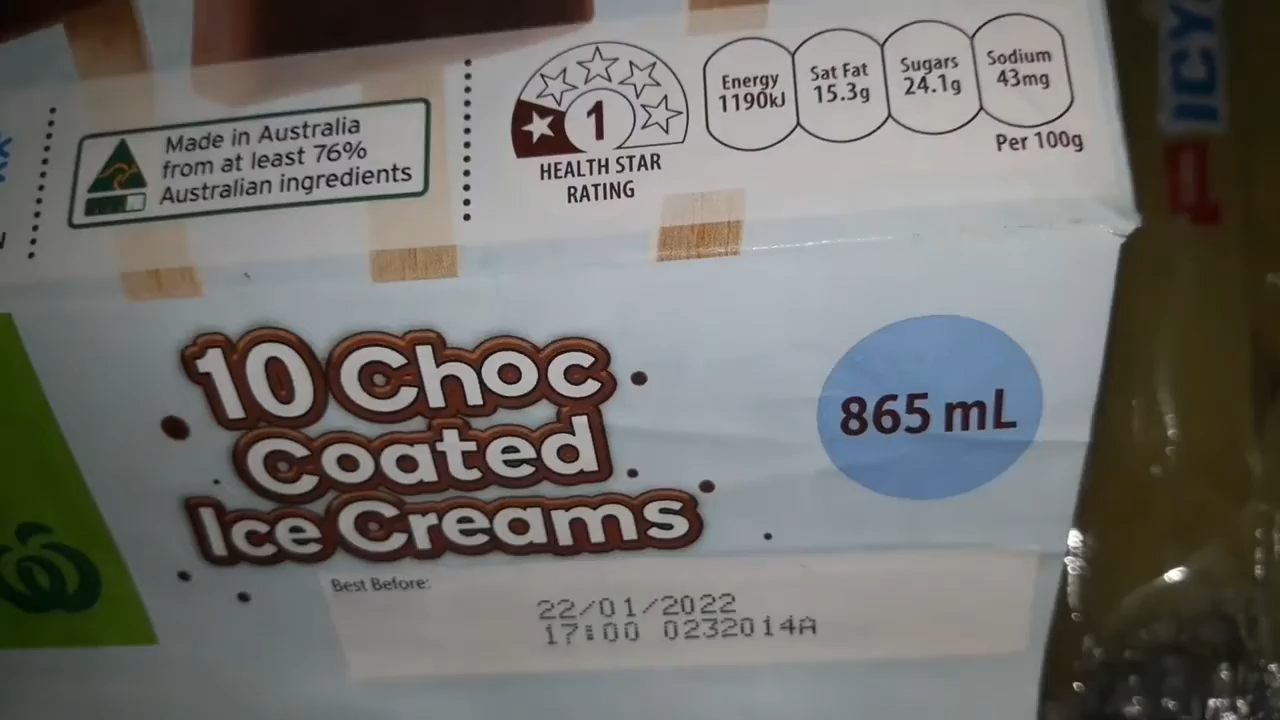 Made in Australia
from at least 76%
Australian ingredients
1
HEALTH STAR
RATING
Energy
1190kJ
Sat Fat
15.3g
Sugars
24.1g
Sodium
43mg
Per 100g
10 Choc
Coated
Ice Creams
865 mL
Best Before:
22/01/2022
17:00 0232014A
ICY